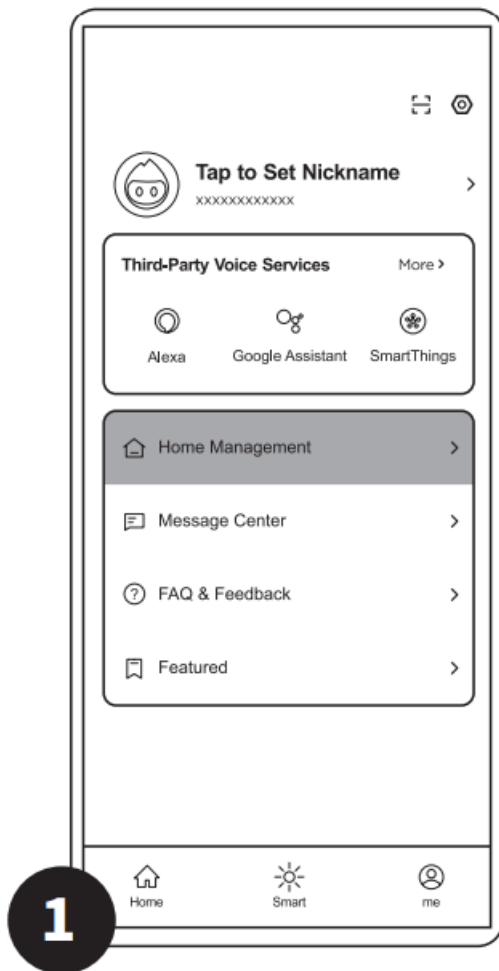 Tap to Set Nickname
xxxxxxxxxxxx
Third-Party Voice Services More
Alexa Google Assistant SmartThings
Home Management
Message Center
FAQ & Feedback
Featured
Home Smart me
1